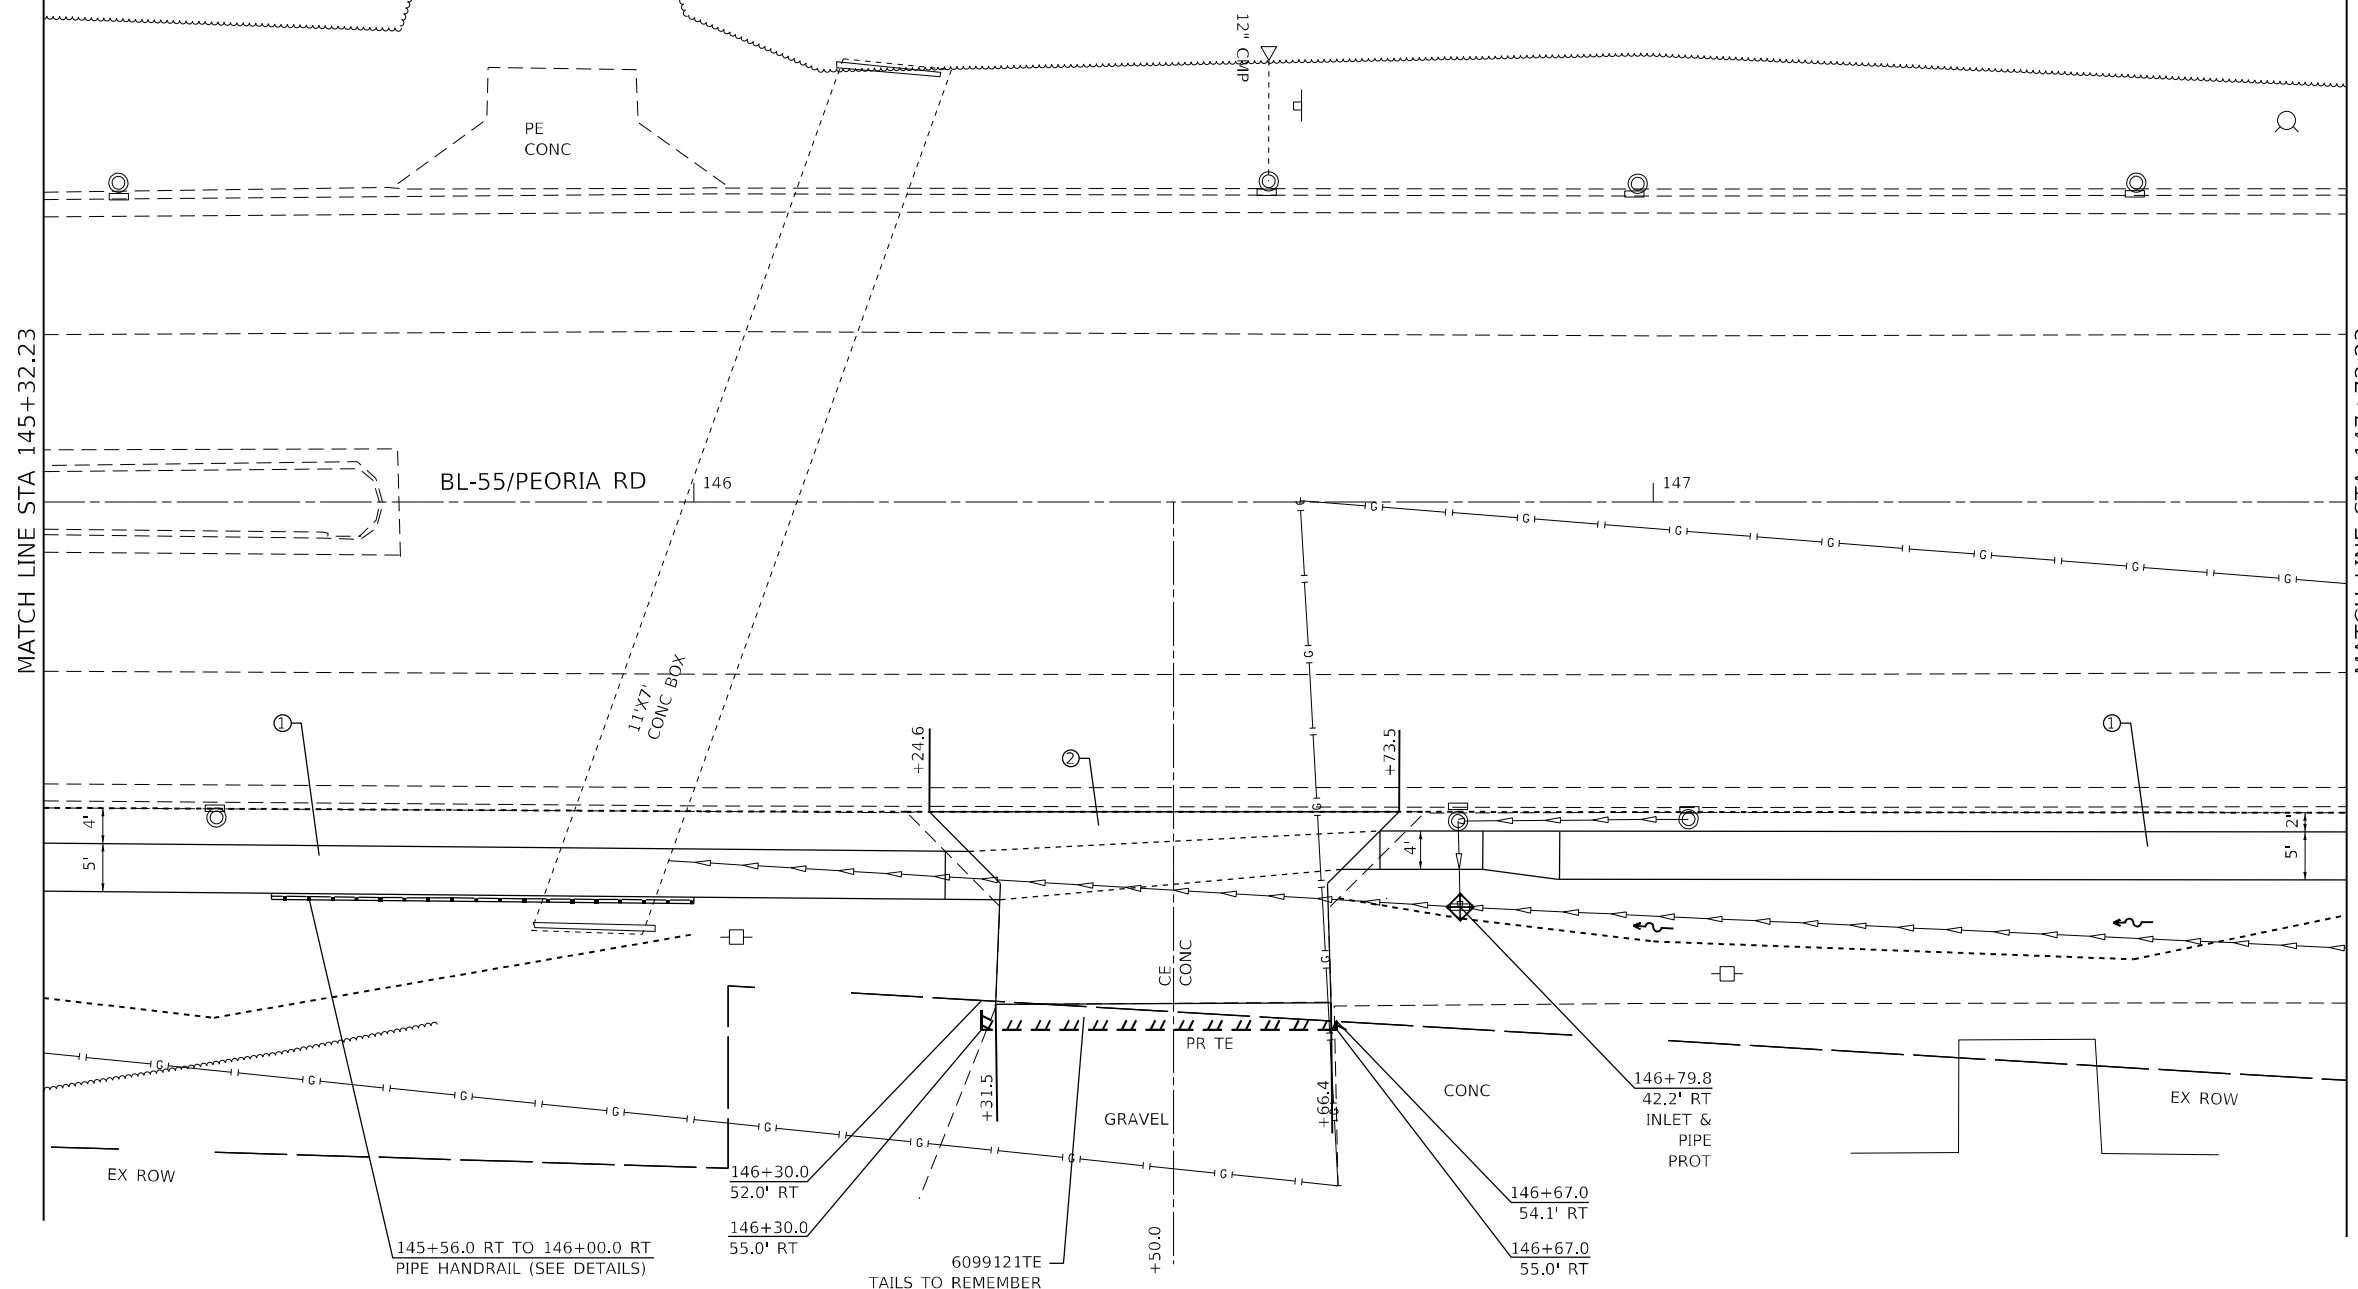 12" CMP
PE
CONC
MATCH LINE STA 145+32.23
BL-55/PEORIA RD
146
147
G
G
G
G
G
G
G
G
11'X7'
CONC BOX
1
+24.6
2
+73.5
1
G
4'
5'
4'
2'
5'
CE
CONC
G
PR TE
G
G
G
G
G
G
G
G
+31.5
GRAVEL
+66.4
G
CONC
146+79.8
42.2' RT
INLET &
PIPE
PROT
EX ROW
EX ROW
146+30.0
52.0' RT
146+30.0
55.0' RT
146+67.0
54.1' RT
146+67.0
55.0' RT
145+56.0 RT TO 146+00.0 RT
PIPE HANDRAIL (SEE DETAILS)
6099121TE
TAILS TO REMEMBER
+50.0